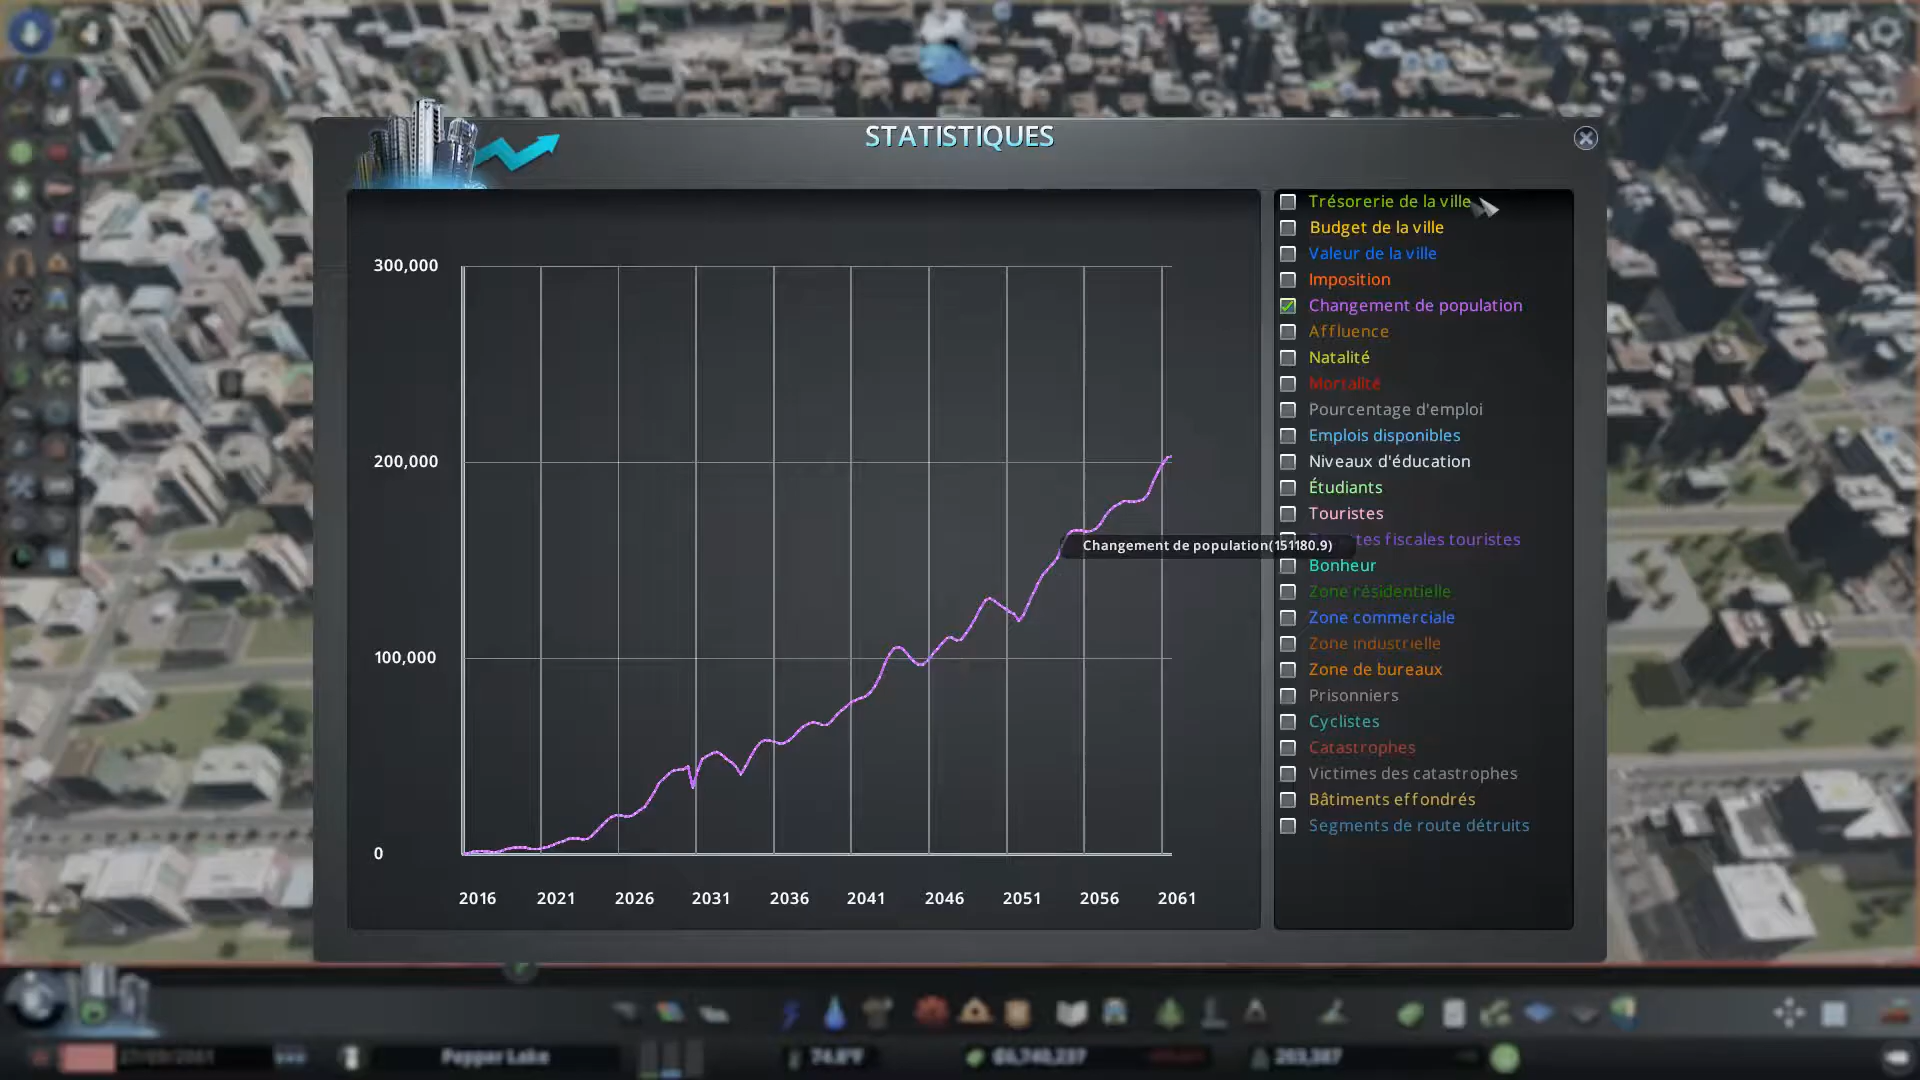 STATISTIQUES
300,000
200,000
100,000
0
2016 2021 2026 2031 2036 2041 2046 2051 2056 2061
Changement de population(151180.9)
Trésorerie de la ville
Budget de la ville
Valeur de la ville
Imposition
Changement de population
Affluence
Natalité
Mortalité
Pourcentage d'emploi
Emplois disponibles
Niveaux d'éducation
Étudiants
Touristes
fiscales touristes
Bonheur
Zone résidentielle
Zone commerciale
Zone industrielle
Zone de bureaux
Prisonniers
Cyclistes
Catastrophes
Victimes des catastrophes
Bâtiments effondrés
Segments de route détruits
Pepper Lake
74.8°F